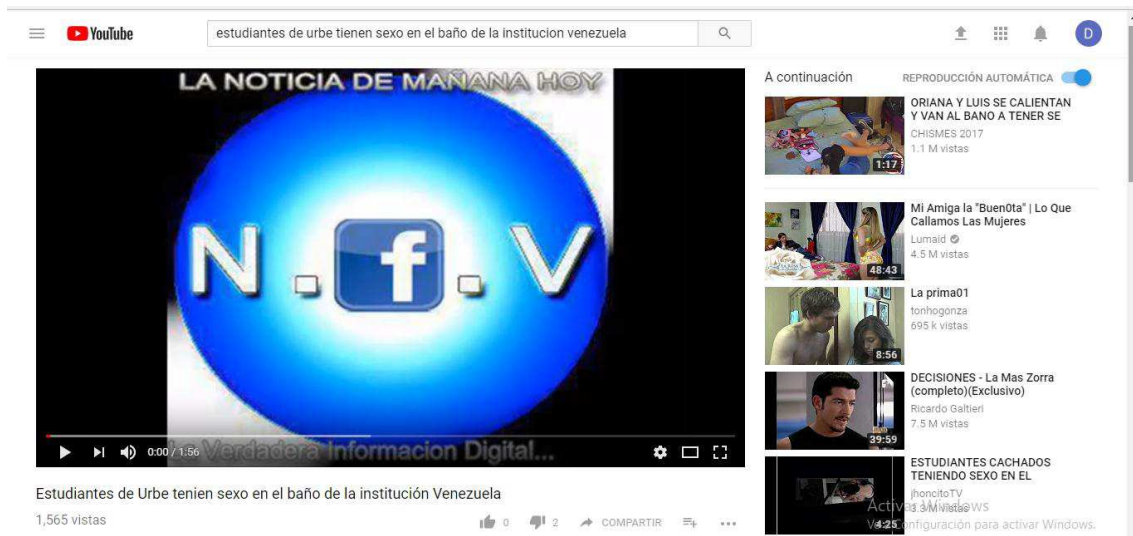 YouTube
estudiantes de urbe tienen sexo en el baño de la institucion venezuela
D
LA NOTICIA DE MAÑANA HOY
N. f. V
La Verdadera Informacion Digital...
0:00 / 1:56
Estudiantes de Urbe tenien sexo en el baño de la institución Venezuela
1,565 vistas
0
2
COMPARTIR
A continuación
REPRODUCCIÓN AUTOMÁTICA
ORIANA Y LUIS SE CALIENTAN
Y VAN AL BANO A TENER SE
CHISMES 2017
1.1 M vistas
1:17
Mi Amiga la "Buen0ta" | Lo Que
Callamos Las Mujeres
Lumaid
4.5 M vistas
48:43
La prima01
tonhogonza
695 k vistas
8:56
DECISIONES - La Mas Zorra
(completo)(Exclusivo)
Ricardo Galtieri
7.5 M vistas
39:59
ESTUDIANTES CACHADOS
TENIENDO SEXO EN EL
jhoncitoTV
3.3 M vistas
4:25
Activar Windows
Configuración para activar Windows.